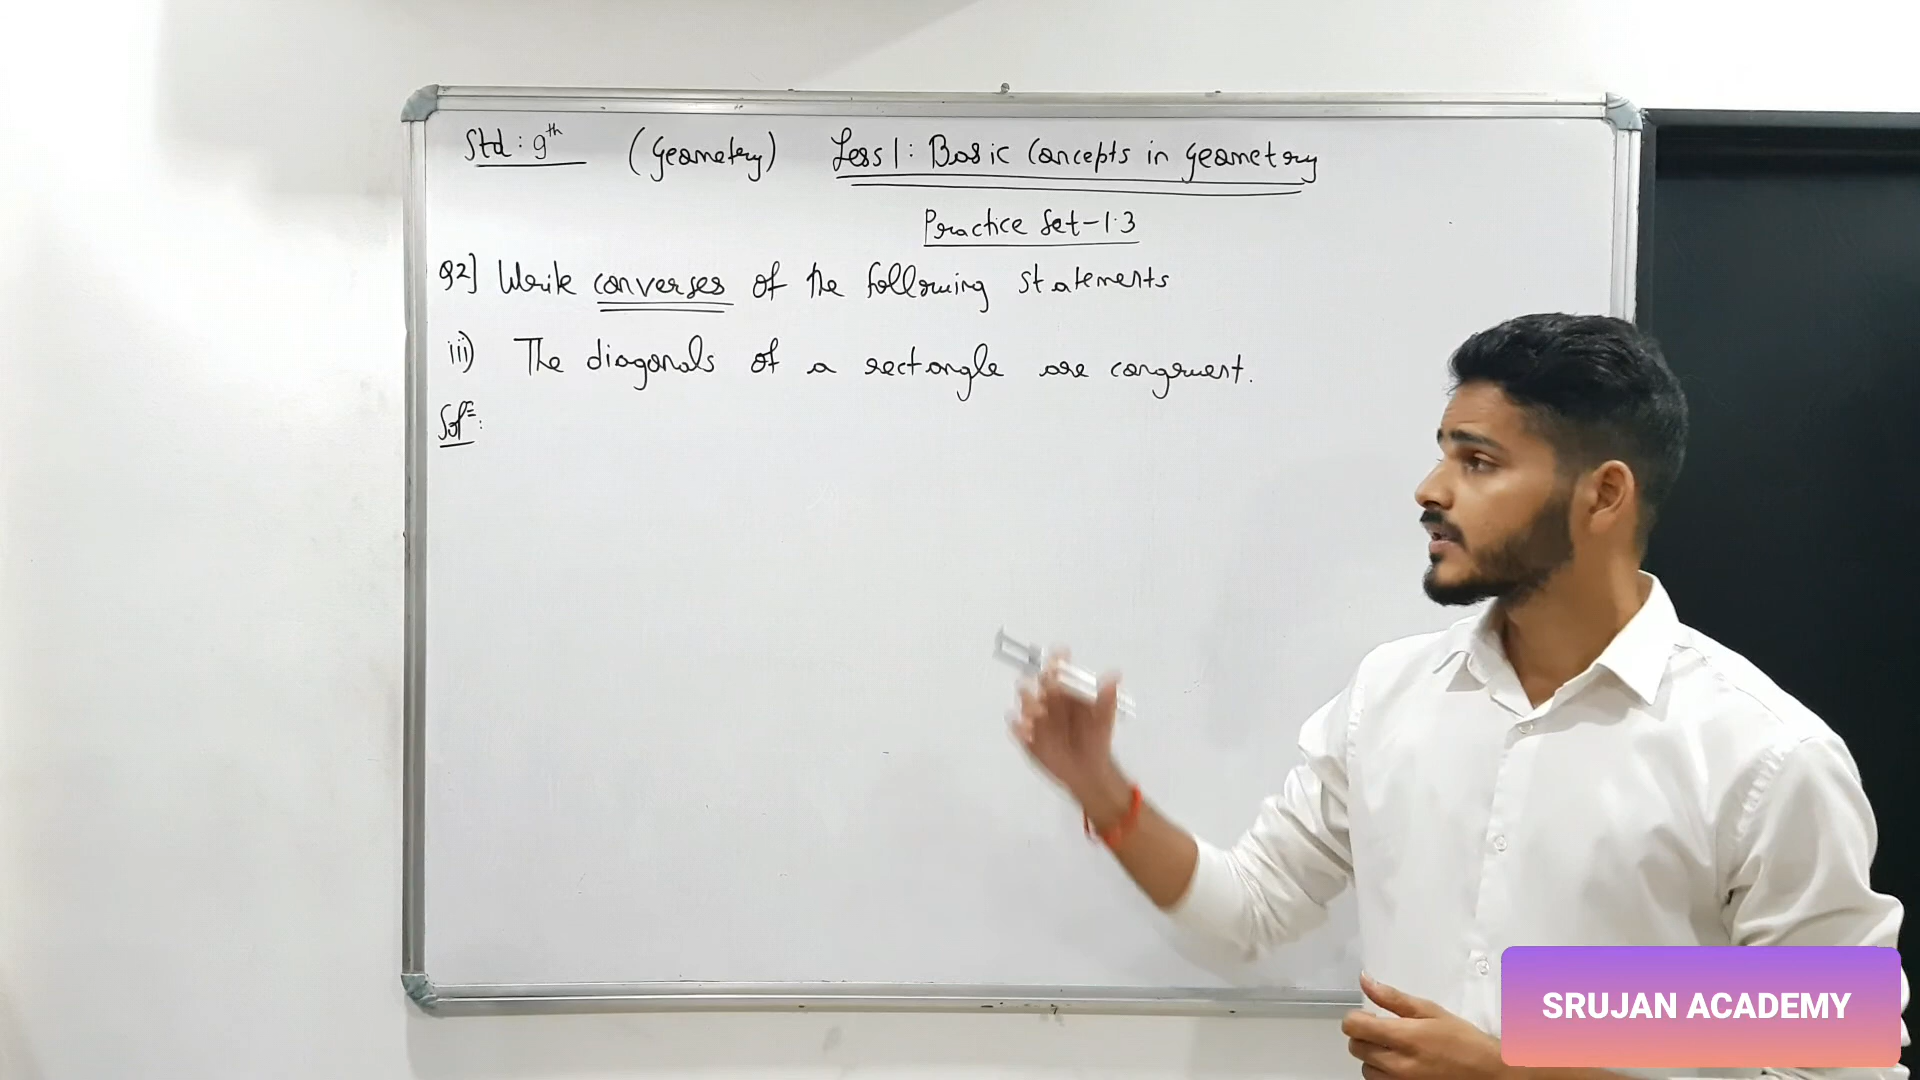 Std: 9th (Geometry) Less 1: Basic Concepts in Geometry
Practice Set-1.3
Q2] Write converses of the following statements
iii) The diagonals of a rectangle are congruent.
Soln:
SRUJAN ACADEMY